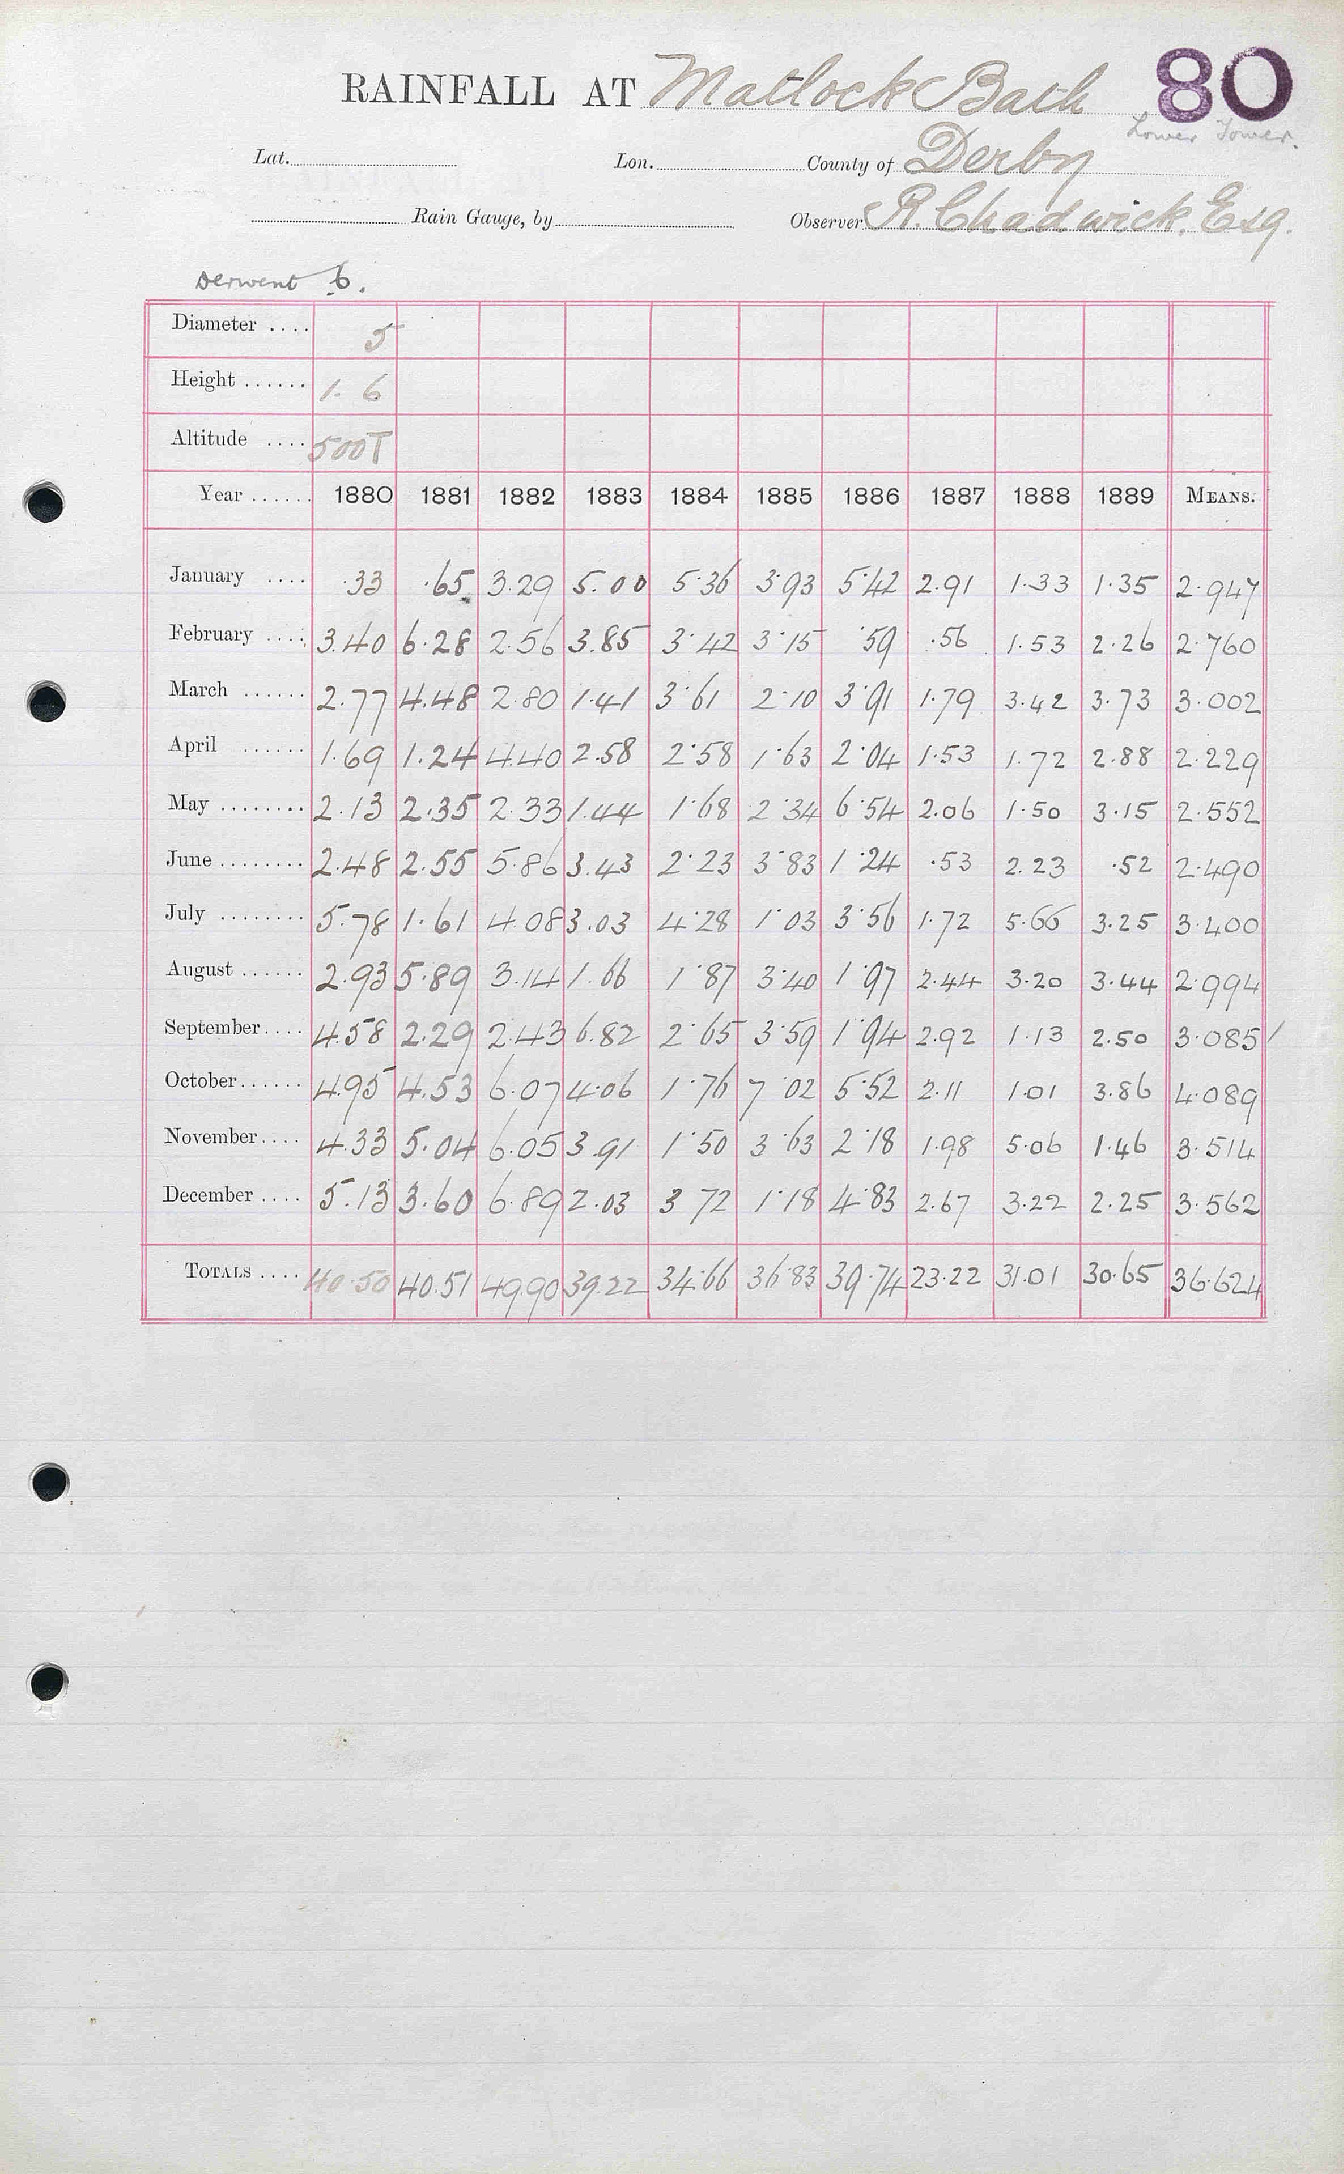 RAINFALL AT Matlock Bath 80
Lower Tower.
Lat. Lon. County of Derby
Rain Gauge, by Observer R. Chadwick. Esq.
Derwent 6.
Diameter .... 5
Height ...... 1. 6
Altitude .... 500T
Year ...... 1880 1881 1882 1883 1884 1885 1886 1887 1888 1889 MEANS.
January .... .33 .65 3.29 5.00 5.36 3.93 5.42 2.91 1.33 1.35 2.947
February .... 3.40 6.28 2.56 3.85 3.42 3.15 .59 .56 1.53 2.26 2.760
March ...... 2.77 4.48 2.80 1.41 3.61 2.10 3.91 1.79 3.42 3.73 3.002
April ...... 1.69 1.24 4.40 2.58 2.58 1.63 2.04 1.53 1.72 2.88 2.229
May ........ 2.13 2.35 2.33 1.44 1.68 2.34 6.54 2.06 1.50 3.15 2.552
June ........ 2.48 2.55 5.86 3.43 2.23 3.83 1.24 .53 2.23 .52 2.490
July ........ 5.78 1.61 4.08 3.03 4.28 1.03 3.56 1.72 5.66 3.25 3.400
August ...... 2.93 5.89 3.14 1.66 1.87 3.40 1.97 2.44 3.20 3.44 2.994
September .... 4.58 2.29 2.43 6.82 2.65 3.59 1.94 2.92 1.13 2.50 3.085 /
October ...... 4.95 4.53 6.07 4.06 1.76 7.02 5.52 2.11 1.01 3.86 4.089
November .... 4.33 5.04 6.05 3.91 1.50 3.63 2.18 1.98 5.06 1.46 3.514
December .... 5.13 3.60 6.89 2.03 3 72 1.18 4.83 2.67 3.22 2.25 3.562
TOTALS .... 40.50 40.51 49.90 39.22 34.66 36.83 39.74 23.22 31.01 30.65 36.624